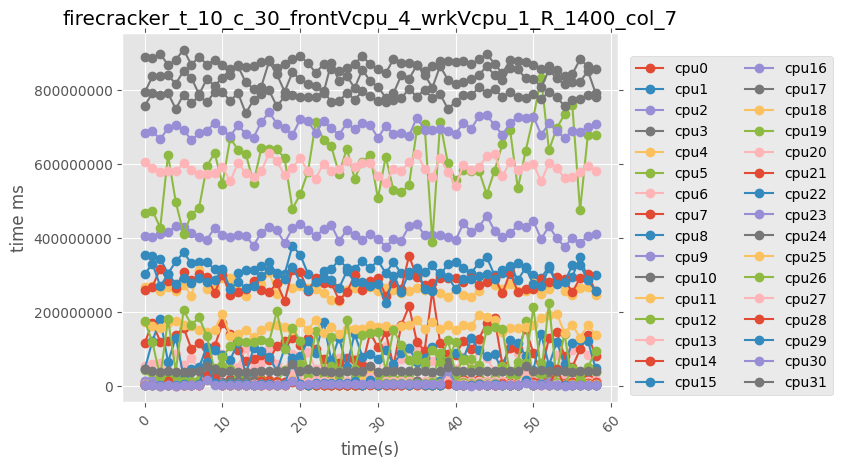 firecracker_t_10_c_30_frontVcpu_4_wrkVcpu_1_R_1400_col_7
time ms
800000000
600000000
400000000
200000000
0
0
10
20
30
40
50
60
time(s)
cpu0
cpu1
cpu2
cpu3
cpu4
cpu5
cpu6
cpu7
cpu8
cpu9
cpu10
cpu11
cpu12
cpu13
cpu14
cpu15
cpu16
cpu17
cpu18
cpu19
cpu20
cpu21
cpu22
cpu23
cpu24
cpu25
cpu26
cpu27
cpu28
cpu29
cpu30
cpu31